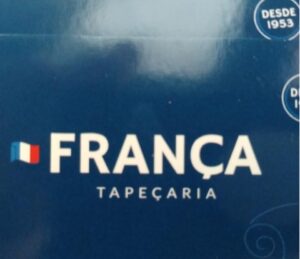 DESDE
1953
FRANÇA
TAPEÇARIA